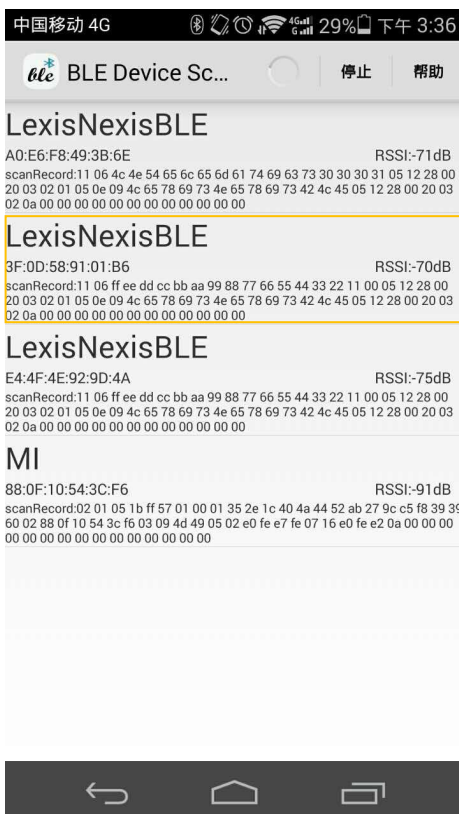 中国移动 4G 4G G 29% 下午 3:36
ble BLE Device Sc... 停止 帮助
LexisNexisBLE
A0:E6:F8:49:3B:6E RSSI:-71dB
scanRecord:11 06 4c 4e 54 65 6c 65 6d 61 74 69 63 73 30 30 30 31 05 12 28 00
20 03 02 01 05 0e 09 4c 65 78 69 73 4e 65 78 69 73 42 4c 45 05 12 28 00 20 03
02 0a 00 00 00 00 00 00 00 00 00 00 00
LexisNexisBLE
3F:0D:58:91:01:B6 RSSI:-70dB
scanRecord:11 06 ff ee dd cc bb aa 99 88 77 66 55 44 33 22 11 00 05 12 28 00
20 03 02 01 05 0e 09 4c 65 78 69 73 4e 65 78 69 73 42 4c 45 05 12 28 00 20 03
02 0a 00 00 00 00 00 00 00 00 00 00 00
LexisNexisBLE
E4:4F:4E:92:9D:4A RSSI:-75dB
scanRecord:11 06 ff ee dd cc bb aa 99 88 77 66 55 44 33 22 11 00 05 12 28 00
20 03 02 01 05 0e 09 4c 65 78 69 73 4e 65 78 69 73 42 4c 45 05 12 28 00 20 03
02 0a 00 00 00 00 00 00 00 00 00 00 00
MI
88:0F:10:54:3C:F6 RSSI:-91dB
scanRecord:02 01 05 1b ff 57 01 00 01 35 2e 1c 40 4a 44 52 ab 27 9c c5 f8 39 39
60 02 88 0f 10 54 3c f6 03 09 4d 49 05 02 e0 fe e7 fe 07 16 e0 fe e2 0a 00 00 00
00 00 00 00 00 00 00 00 00 00 00 00